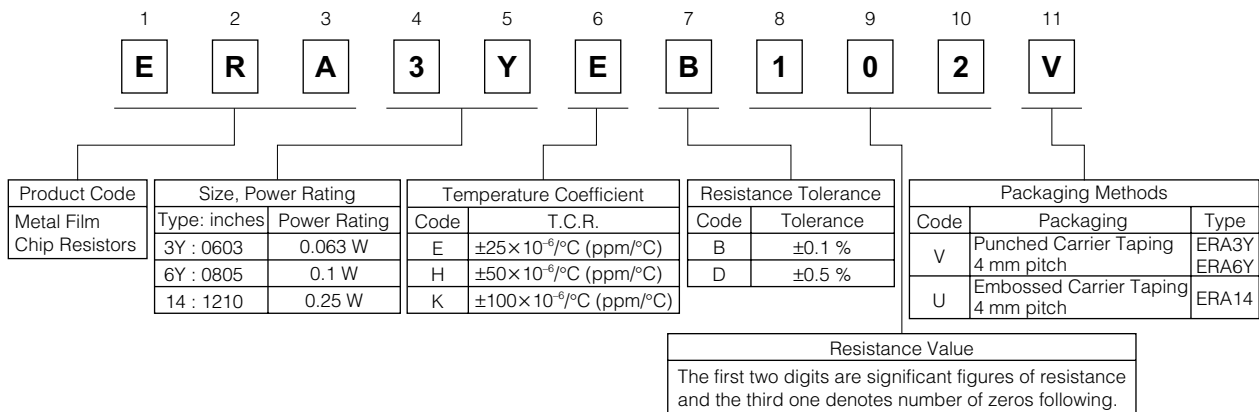 1 2 3 4 5 6 7 8 9 10 11
E R A 3 Y E B 1 0 2 V
Product Code
Metal Film
Chip Resistors
Size, Power Rating
Type: inches Power Rating
3Y : 0603 0.063 W
6Y : 0805 0.1 W
14 : 1210 0.25 W
Temperature Coefficient
Code T.C.R.
E ±25×10⁻⁶/°C (ppm/°C)
H ±50×10⁻⁶/°C (ppm/°C)
K ±100×10⁻⁶/°C (ppm/°C)
Resistance Tolerance
Code Tolerance
B ±0.1 %
D ±0.5 %
Packaging Methods
Code Packaging Type
V Punched Carrier Taping ERA3Y
4 mm pitch ERA6Y
U Embossed Carrier Taping ERA14
4 mm pitch
Resistance Value
The first two digits are significant figures of resistance
and the third one denotes number of zeros following.